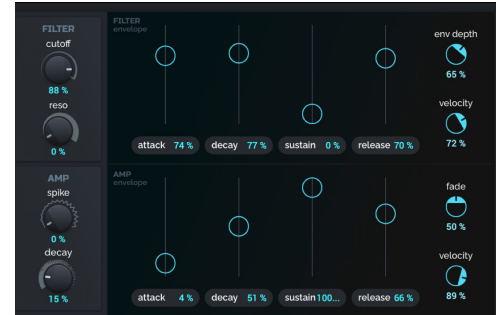 FILTER
cutoff
88 %
reso
0 %
FILTER
envelope
attack 74 %
decay 77 %
sustain 0 %
release 70 %
env depth
65 %
velocity
72 %
AMP
spike
0 %
decay
15 %
AMP
envelope
attack 4 %
decay 51 %
sustain 100...
release 66 %
fade
50 %
velocity
89 %